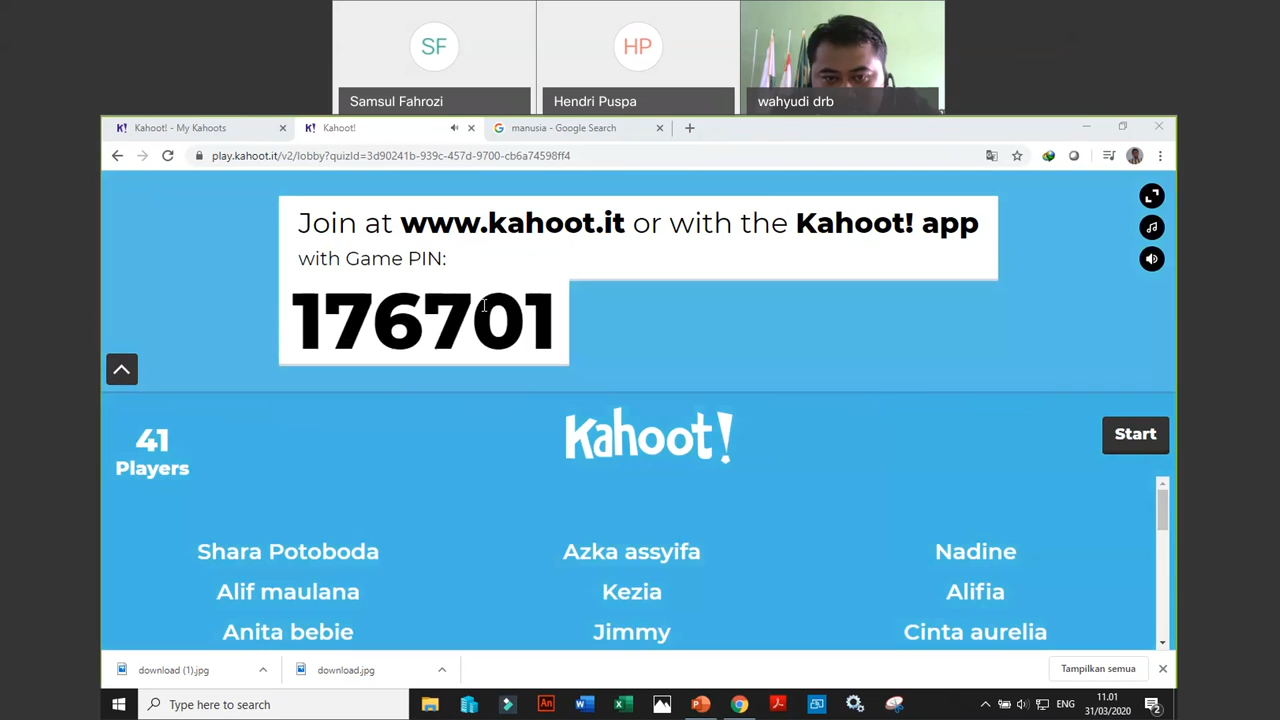 SF
HP
Samsul Fahrozi
Hendri Puspa
wahyudi drb
K! Kahoot! - My Kahoots
K! Kahoot!
G manusia - Google Search
play.kahoot.it/v2/lobby?quizId=3d90241b-939c-457d-9700-cb6a74598ff4
Join at www.kahoot.it or with the Kahoot! app
with Game PIN:
176701
41
Players
Kahoot!
Start
Shara Potoboda
Azka assyifa
Nadine
Alif maulana
Kezia
Alifia
Anita bebie
Jimmy
Cinta aurelia
download (1).jpg
download.jpg
Tampilkan semua
Type here to search
An
ENG
11.01
31/03/2020
2